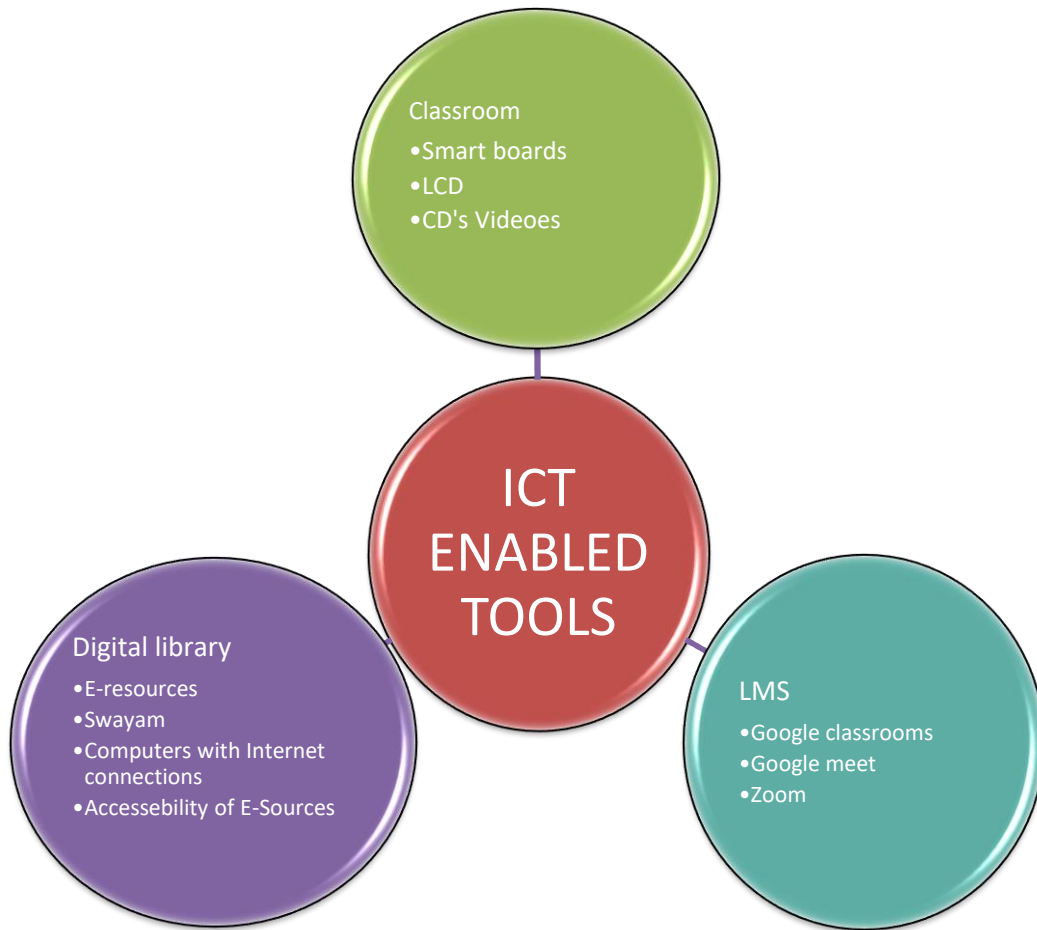 Classroom
•Smart boards
•LCD
•CD's Videoes
ICT
ENABLED
TOOLS
Digital library
•E-resources
•Swayam
•Computers with Internet
connections
•Accessebility of E-Sources
LMS
•Google classrooms
•Google meet
•Zoom